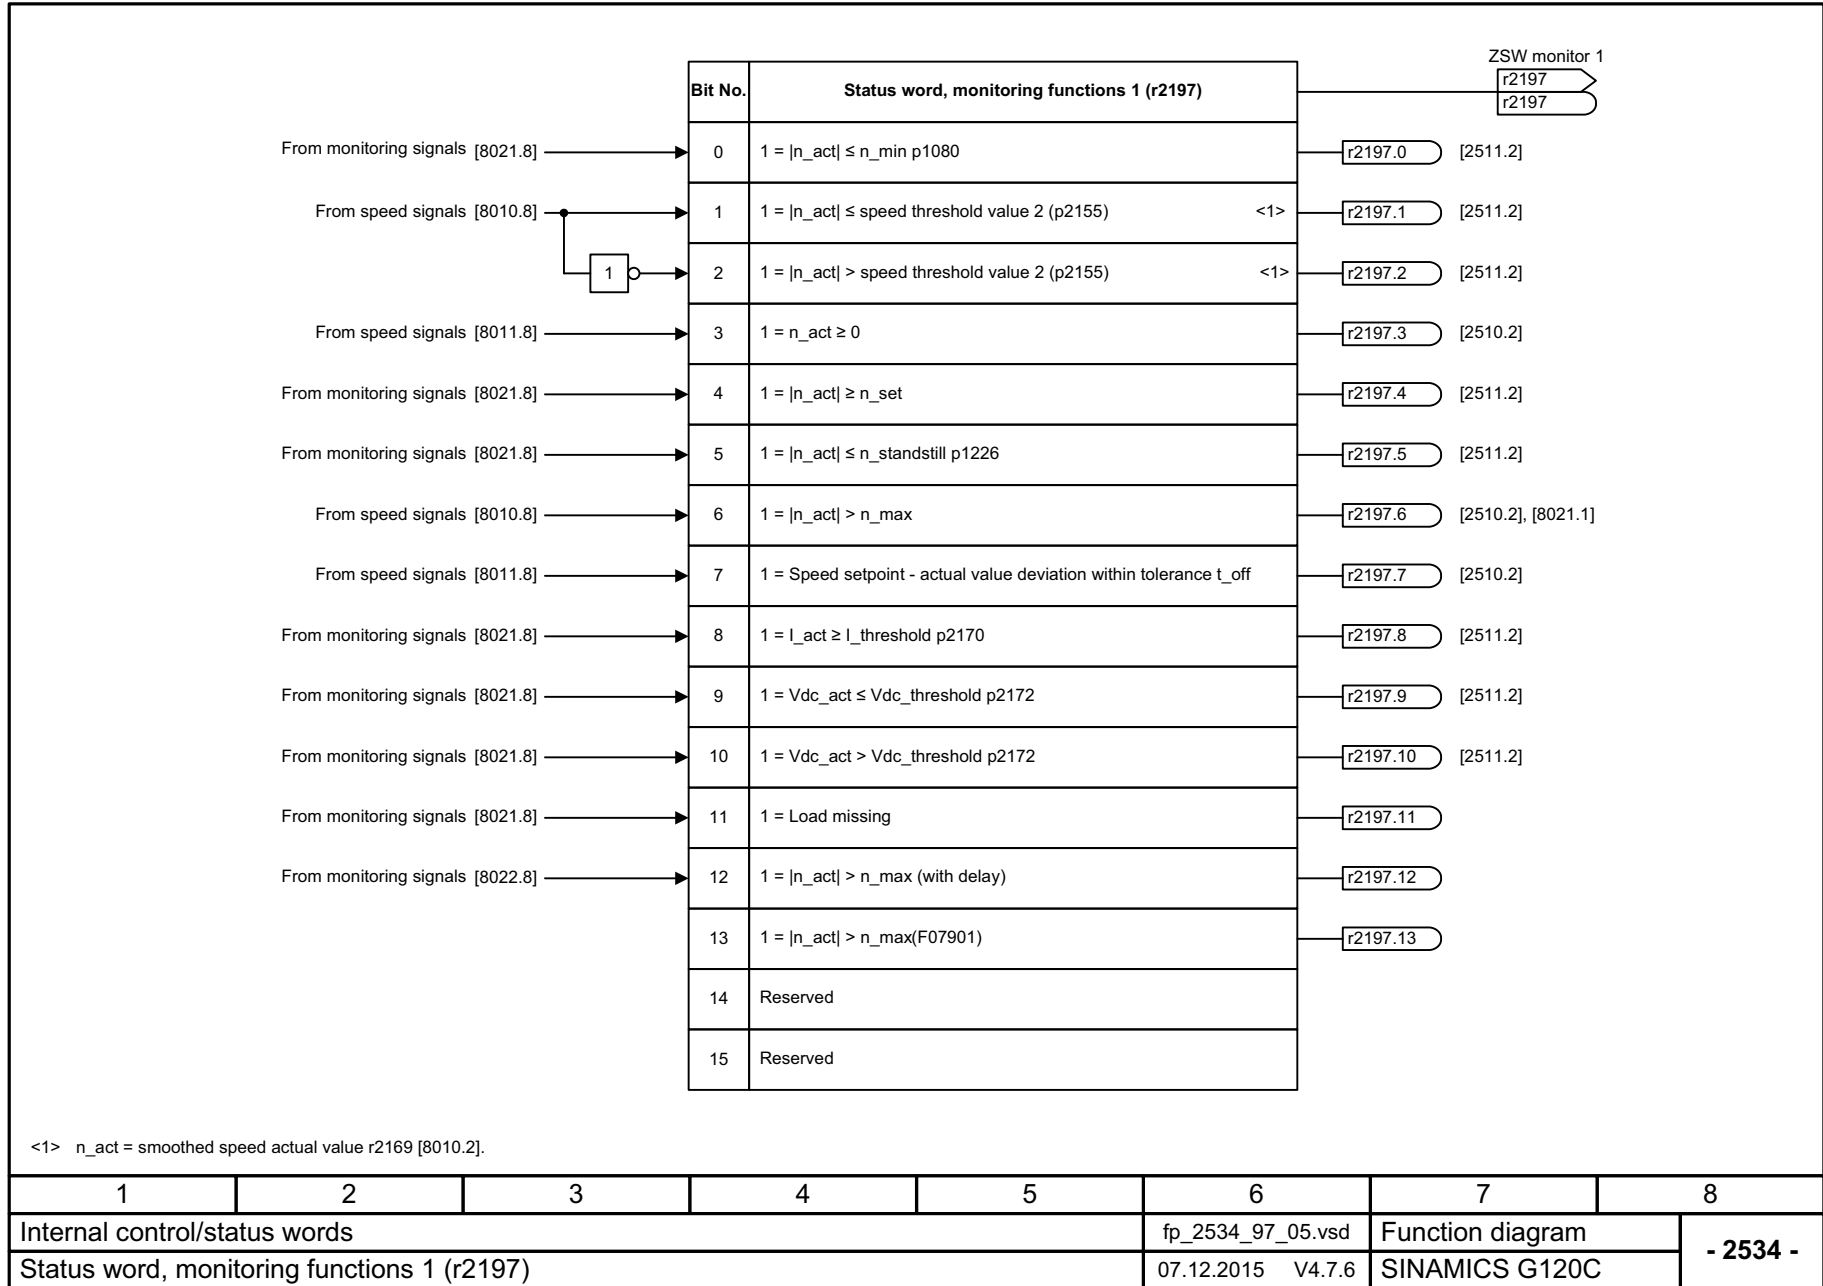 ZSW monitor 1
Bit No. Status word, monitoring functions 1 (r2197) r2197
r2197
From monitoring signals [8021.8] 0 1 = |n_act| ≤ n_min p1080 r2197.0 [2511.2]
From speed signals [8010.8] 1 1 = |n_act| ≤ speed threshold value 2 (p2155) <1> r2197.1 [2511.2]
1 2 1 = |n_act| > speed threshold value 2 (p2155) <1> r2197.2 [2511.2]
From speed signals [8011.8] 3 1 = n_act ≥ 0 r2197.3 [2510.2]
From monitoring signals [8021.8] 4 1 = |n_act| ≥ n_set r2197.4 [2511.2]
From monitoring signals [8021.8] 5 1 = |n_act| ≤ n_standstill p1226 r2197.5 [2511.2]
From speed signals [8010.8] 6 1 = |n_act| > n_max r2197.6 [2510.2], [8021.1]
From speed signals [8011.8] 7 1 = Speed setpoint - actual value deviation within tolerance t_off r2197.7 [2510.2]
From monitoring signals [8021.8] 8 1 = I_act ≥ I_threshold p2170 r2197.8 [2511.2]
From monitoring signals [8021.8] 9 1 = Vdc_act ≤ Vdc_threshold p2172 r2197.9 [2511.2]
From monitoring signals [8021.8] 10 1 = Vdc_act > Vdc_threshold p2172 r2197.10 [2511.2]
From monitoring signals [8021.8] 11 1 = Load missing r2197.11
From monitoring signals [8022.8] 12 1 = |n_act| > n_max (with delay) r2197.12
13 1 = |n_act| > n_max(F07901) r2197.13
14 Reserved
15 Reserved
<1> n_act = smoothed speed actual value r2169 [8010.2].
1 2 3 4 5 6 7 8
Internal control/status words fp_2534_97_05.vsd Function diagram - 2534 -
Status word, monitoring functions 1 (r2197) 07.12.2015 V4.7.6 SINAMICS G120C